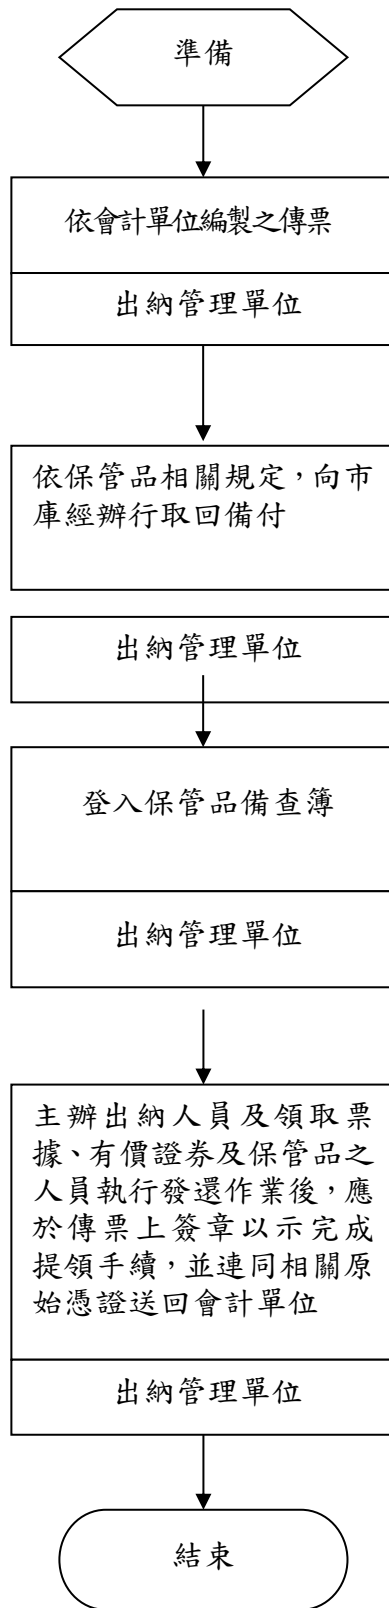 準備
依會計單位編製之傳票
出納管理單位
依保管品相關規定，向市
庫經辦行取回備付
出納管理單位
登入保管品備查簿
出納管理單位
主辦出納人員及領取票
據、有價證券及保管品之
人員執行發還作業後，應
於傳票上簽章以示完成
提領手續，並連同相關原
始憑證送回會計單位
出納管理單位
結束